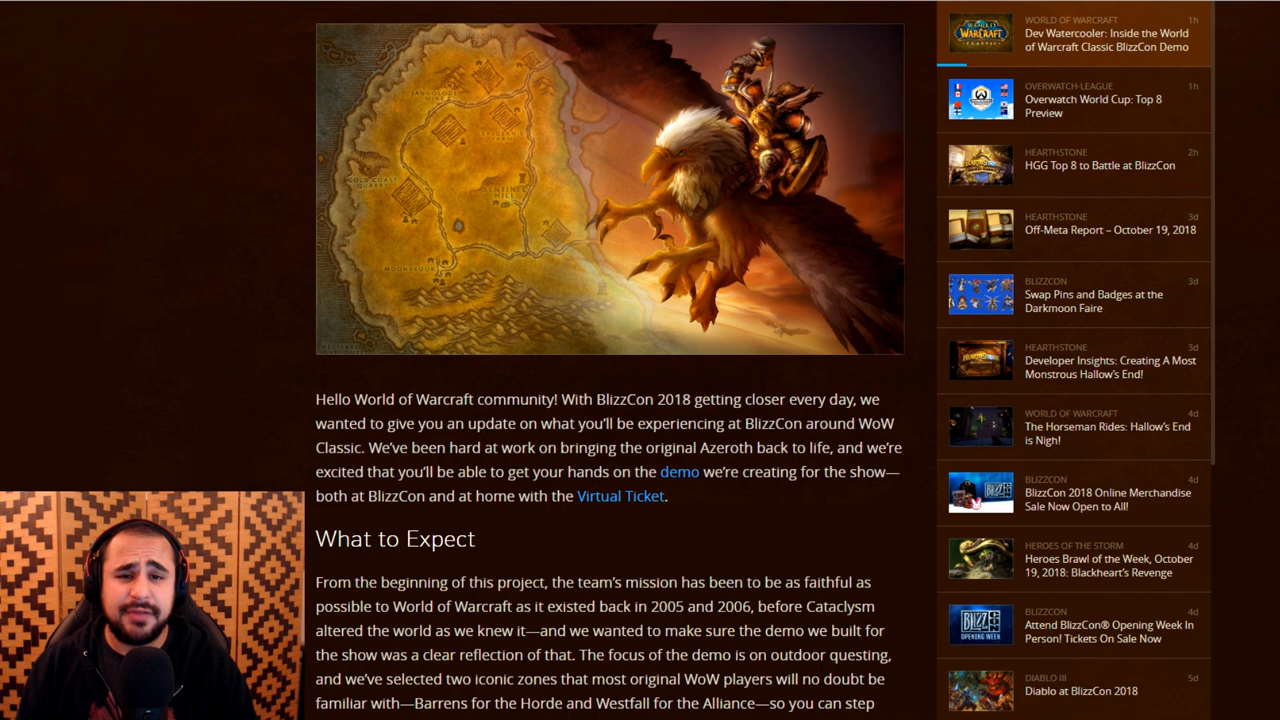 JANGOLODE
MINE
GOLD COAST
QUARRY
SENTINEL
HILL
MOONBROOK
Hello World of Warcraft community! With BlizzCon 2018 getting closer every day, we
wanted to give you an update on what you'll be experiencing at BlizzCon around WoW
Classic. We've been hard at work on bringing the original Azeroth back to life, and we're
excited that you'll be able to get your hands on the demo we're creating for the show—
both at BlizzCon and at home with the Virtual Ticket.
What to Expect
From the beginning of this project, the team's mission has been to be as faithful as
possible to World of Warcraft as it existed back in 2005 and 2006, before Cataclysm
altered the world as we knew it—and we wanted to make sure the demo we built for
the show was a clear reflection of that. The focus of the demo is on outdoor questing,
and we've selected two iconic zones that most original WoW players will no doubt be
familiar with—Barrens for the Horde and Westfall for the Alliance—so you can step
WORLD OF WARCRAFT 1h
Dev Watercooler: Inside the World
of Warcraft Classic BlizzCon Demo
OVERWATCH-LEAGUE 1h
Overwatch World Cup: Top 8
Preview
HEARTHSTONE 2h
HGG Top 8 to Battle at BlizzCon
HEARTHSTONE 3d
Off-Meta Report – October 19, 2018
BLIZZCON 3d
Swap Pins and Badges at the
Darkmoon Faire
HEARTHSTONE 3d
Developer Insights: Creating A Most
Monstrous Hallow's End!
WORLD OF WARCRAFT 4d
The Horseman Rides: Hallow's End
is Nigh!
BLIZZCON 4d
BlizzCon 2018 Online Merchandise
Sale Now Open to All!
HEROES OF THE STORM 4d
Heroes Brawl of the Week, October
19, 2018: Blackheart's Revenge
BLIZZCON 4d
Attend BlizzCon® Opening Week In
Person! Tickets On Sale Now
DIABLO III 5d
Diablo at BlizzCon 2018
WORLD
WARCRAFT
CLASSIC
BLIZZ
OPENING WEEK